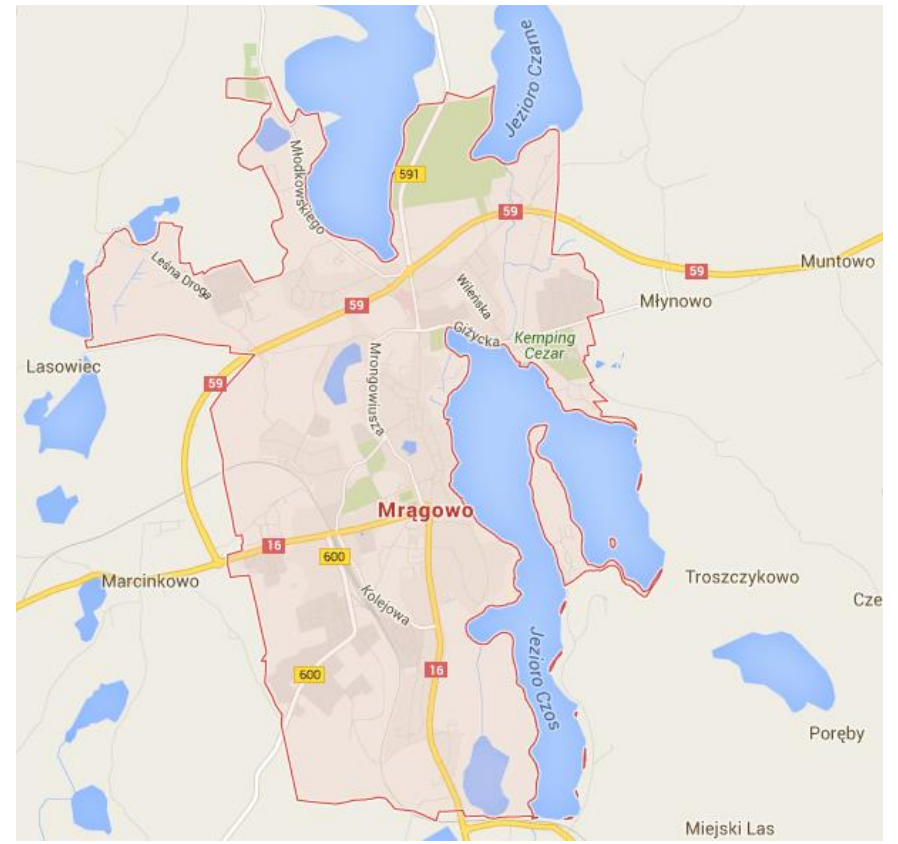 Jezioro Czarne
Młodkowskiego
591
59
Leśna Droga
59
Muntowo
Wileńska
Młynowo
59
Giżycka
Kemping
Cezar
Mrongowiusza
Lasowiec
59
Mrągowo
16
600
Marcinkowo
Troszczykowo
Kolejowa
Cze
Jezioro Czos
16
600
Poręby
Miejski Las